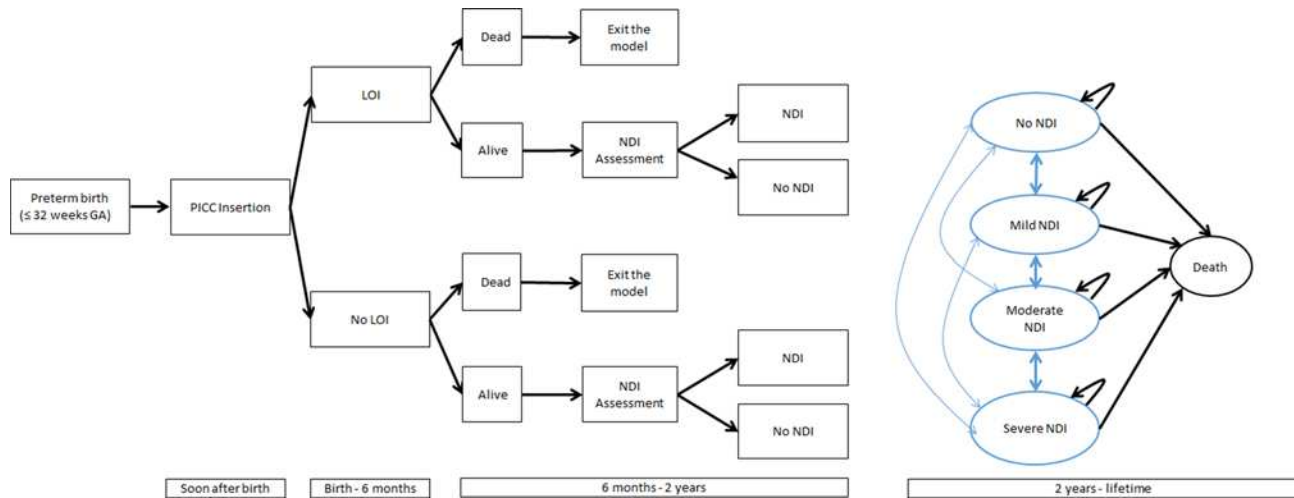 Preterm birth
(≤ 32 weeks GA)
PICC Insertion
LOI
Dead
Exit the
model
Alive
NDI
Assessment
NDI
No NDI
No LOI
Dead
Exit the
model
Alive
NDI
Assessment
NDI
No NDI
Soon after birth
Birth - 6 months
6 months - 2 years
No NDI
Mild NDI
Moderate
NDI
Severe NDI
Death
2 years - lifetime